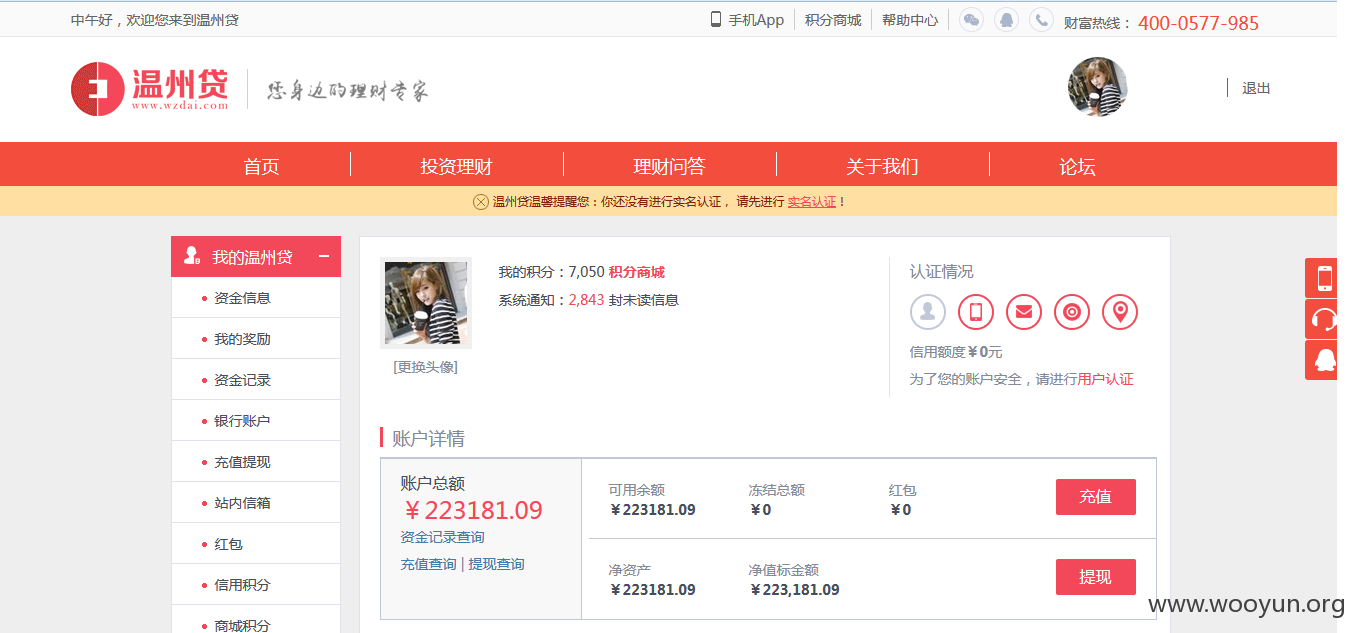 中午好，欢迎您来到温州贷
手机App 积分商城 帮助中心 财富热线： 400-0577-985
温州贷
www.wzdai.com
您身边的理财专家
退出
首页 投资理财 理财问答 关于我们 论坛
温州贷温馨提醒您：你还没有进行实名认证， 请先进行 实名认证！
我的温州贷
资金信息
我的奖励
资金记录
银行账户
充值提现
站内信箱
红包
信用积分
商城积分
我的积分：7,050 积分商城
系统通知：2,843 封未读信息
[更换头像]
认证情况
信用额度￥0元
为了您的账户安全，请进行用户认证
账户详情
账户总额
￥223181.09
资金记录查询
充值查询 | 提现查询
可用余额 冻结总额 红包
￥223181.09 ￥0 ￥0
充值
净资产 净值标金额
￥223181.09 ￥223,181.09
提现
www.wooyun.org